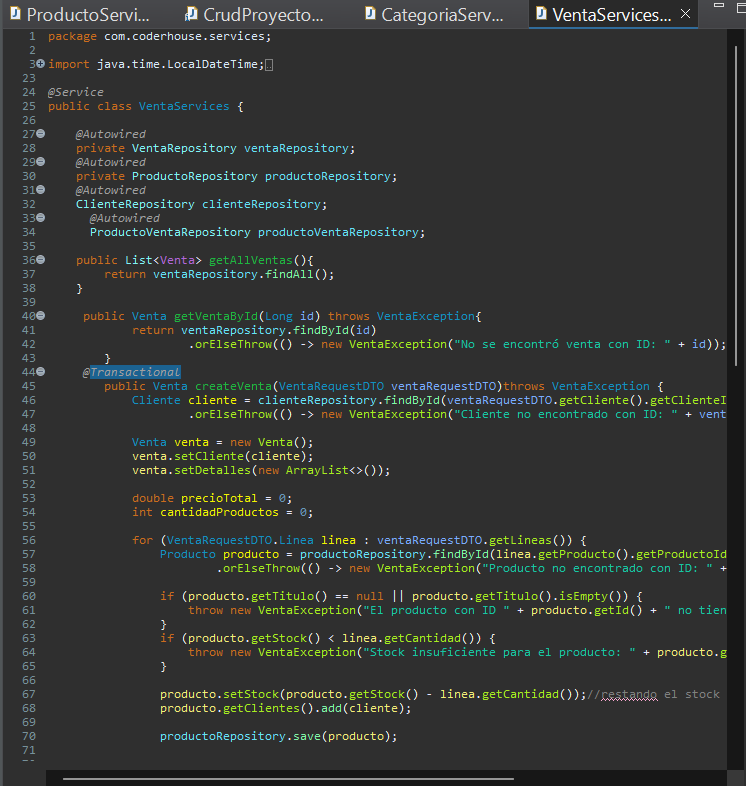 ProductoServi... CrudProyecto... CategoriaServ... VentaServices...
1 package com.coderhouse.services;
2
3 import java.time.LocalDateTime;
23
24 @Service
25 public class VentaServices {
26
27 @Autowired
28 private VentaRepository ventaRepository;
29 @Autowired
30 private ProductoRepository productoRepository;
31 @Autowired
32 ClienteRepository clienteRepository;
33 @Autowired
34 ProductoVentaRepository productoVentaRepository;
35
36 public List<Venta> getAllVentas(){
37 return ventaRepository.findAll();
38 }
39
40 public Venta getVentaById(Long id) throws VentaException{
41 return ventaRepository.findById(id)
42 .orElseThrow(() -> new VentaException("No se encontró venta con ID: " + id));
43 }
44 @Transactional
45 public Venta createVenta(VentaRequestDTO ventaRequestDTO)throws VentaException {
46 Cliente cliente = clienteRepository.findById(ventaRequestDTO.getCliente().getClienteI
47 .orElseThrow(() -> new VentaException("Cliente no encontrado con ID: " + vent
48
49 Venta venta = new Venta();
50 venta.setCliente(cliente);
51 venta.setDetalles(new ArrayList<>());
52
53 double precioTotal = 0;
54 int cantidadProductos = 0;
55
56 for (VentaRequestDTO.Linea linea : ventaRequestDTO.getLineas()) {
57 Producto producto = productoRepository.findById(linea.getProducto().getProductoId
58 .orElseThrow(() -> new VentaException("Producto no encontrado con ID: " +
59
60 if (producto.getTitulo() == null || producto.getTitulo().isEmpty()) {
61 throw new VentaException("El producto con ID " + producto.getId() + " no tien
62 }
63 if (producto.getStock() < linea.getCantidad()) {
64 throw new VentaException("Stock insuficiente para el producto: " + producto.g
65 }
66
67 producto.setStock(producto.getStock() - linea.getCantidad());//restando el stock
68 producto.getClientes().add(cliente);
69
70 productoRepository.save(producto);
71